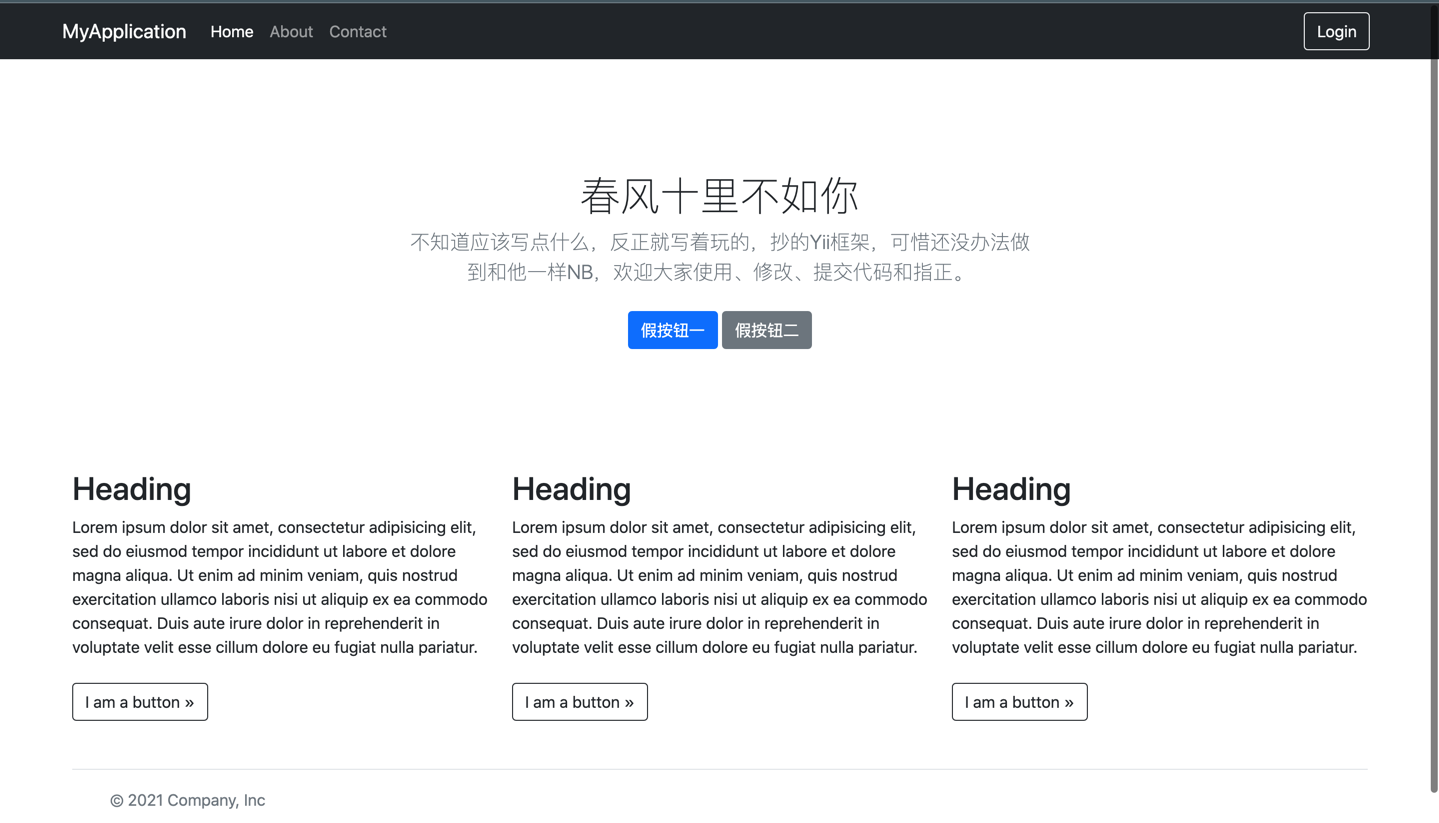 MyApplication Home About Contact Login
春风十里不如你
不知道应该写点什么，反正就写着玩的，抄的Yii框架，可惜还没办法做
到和他一样NB，欢迎大家使用、修改、提交代码和指正。
假按钮一 假按钮二
Heading
Lorem ipsum dolor sit amet, consectetur adipisicing elit,
sed do eiusmod tempor incididunt ut labore et dolore
magna aliqua. Ut enim ad minim veniam, quis nostrud
exercitation ullamco laboris nisi ut aliquip ex ea commodo
consequat. Duis aute irure dolor in reprehenderit in
voluptate velit esse cillum dolore eu fugiat nulla pariatur.
I am a button »
Heading
Lorem ipsum dolor sit amet, consectetur adipisicing elit,
sed do eiusmod tempor incididunt ut labore et dolore
magna aliqua. Ut enim ad minim veniam, quis nostrud
exercitation ullamco laboris nisi ut aliquip ex ea commodo
consequat. Duis aute irure dolor in reprehenderit in
voluptate velit esse cillum dolore eu fugiat nulla pariatur.
I am a button »
Heading
Lorem ipsum dolor sit amet, consectetur adipisicing elit,
sed do eiusmod tempor incididunt ut labore et dolore
magna aliqua. Ut enim ad minim veniam, quis nostrud
exercitation ullamco laboris nisi ut aliquip ex ea commodo
consequat. Duis aute irure dolor in reprehenderit in
voluptate velit esse cillum dolore eu fugiat nulla pariatur.
I am a button »
© 2021 Company, Inc